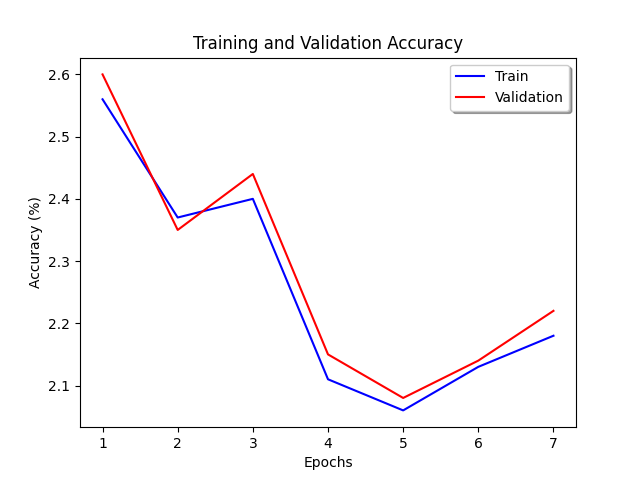 Training and Validation Accuracy
Train
Validation
Accuracy (%)
2.6
2.5
2.4
2.3
2.2
2.1
1 2 3 4 5 6 7
Epochs